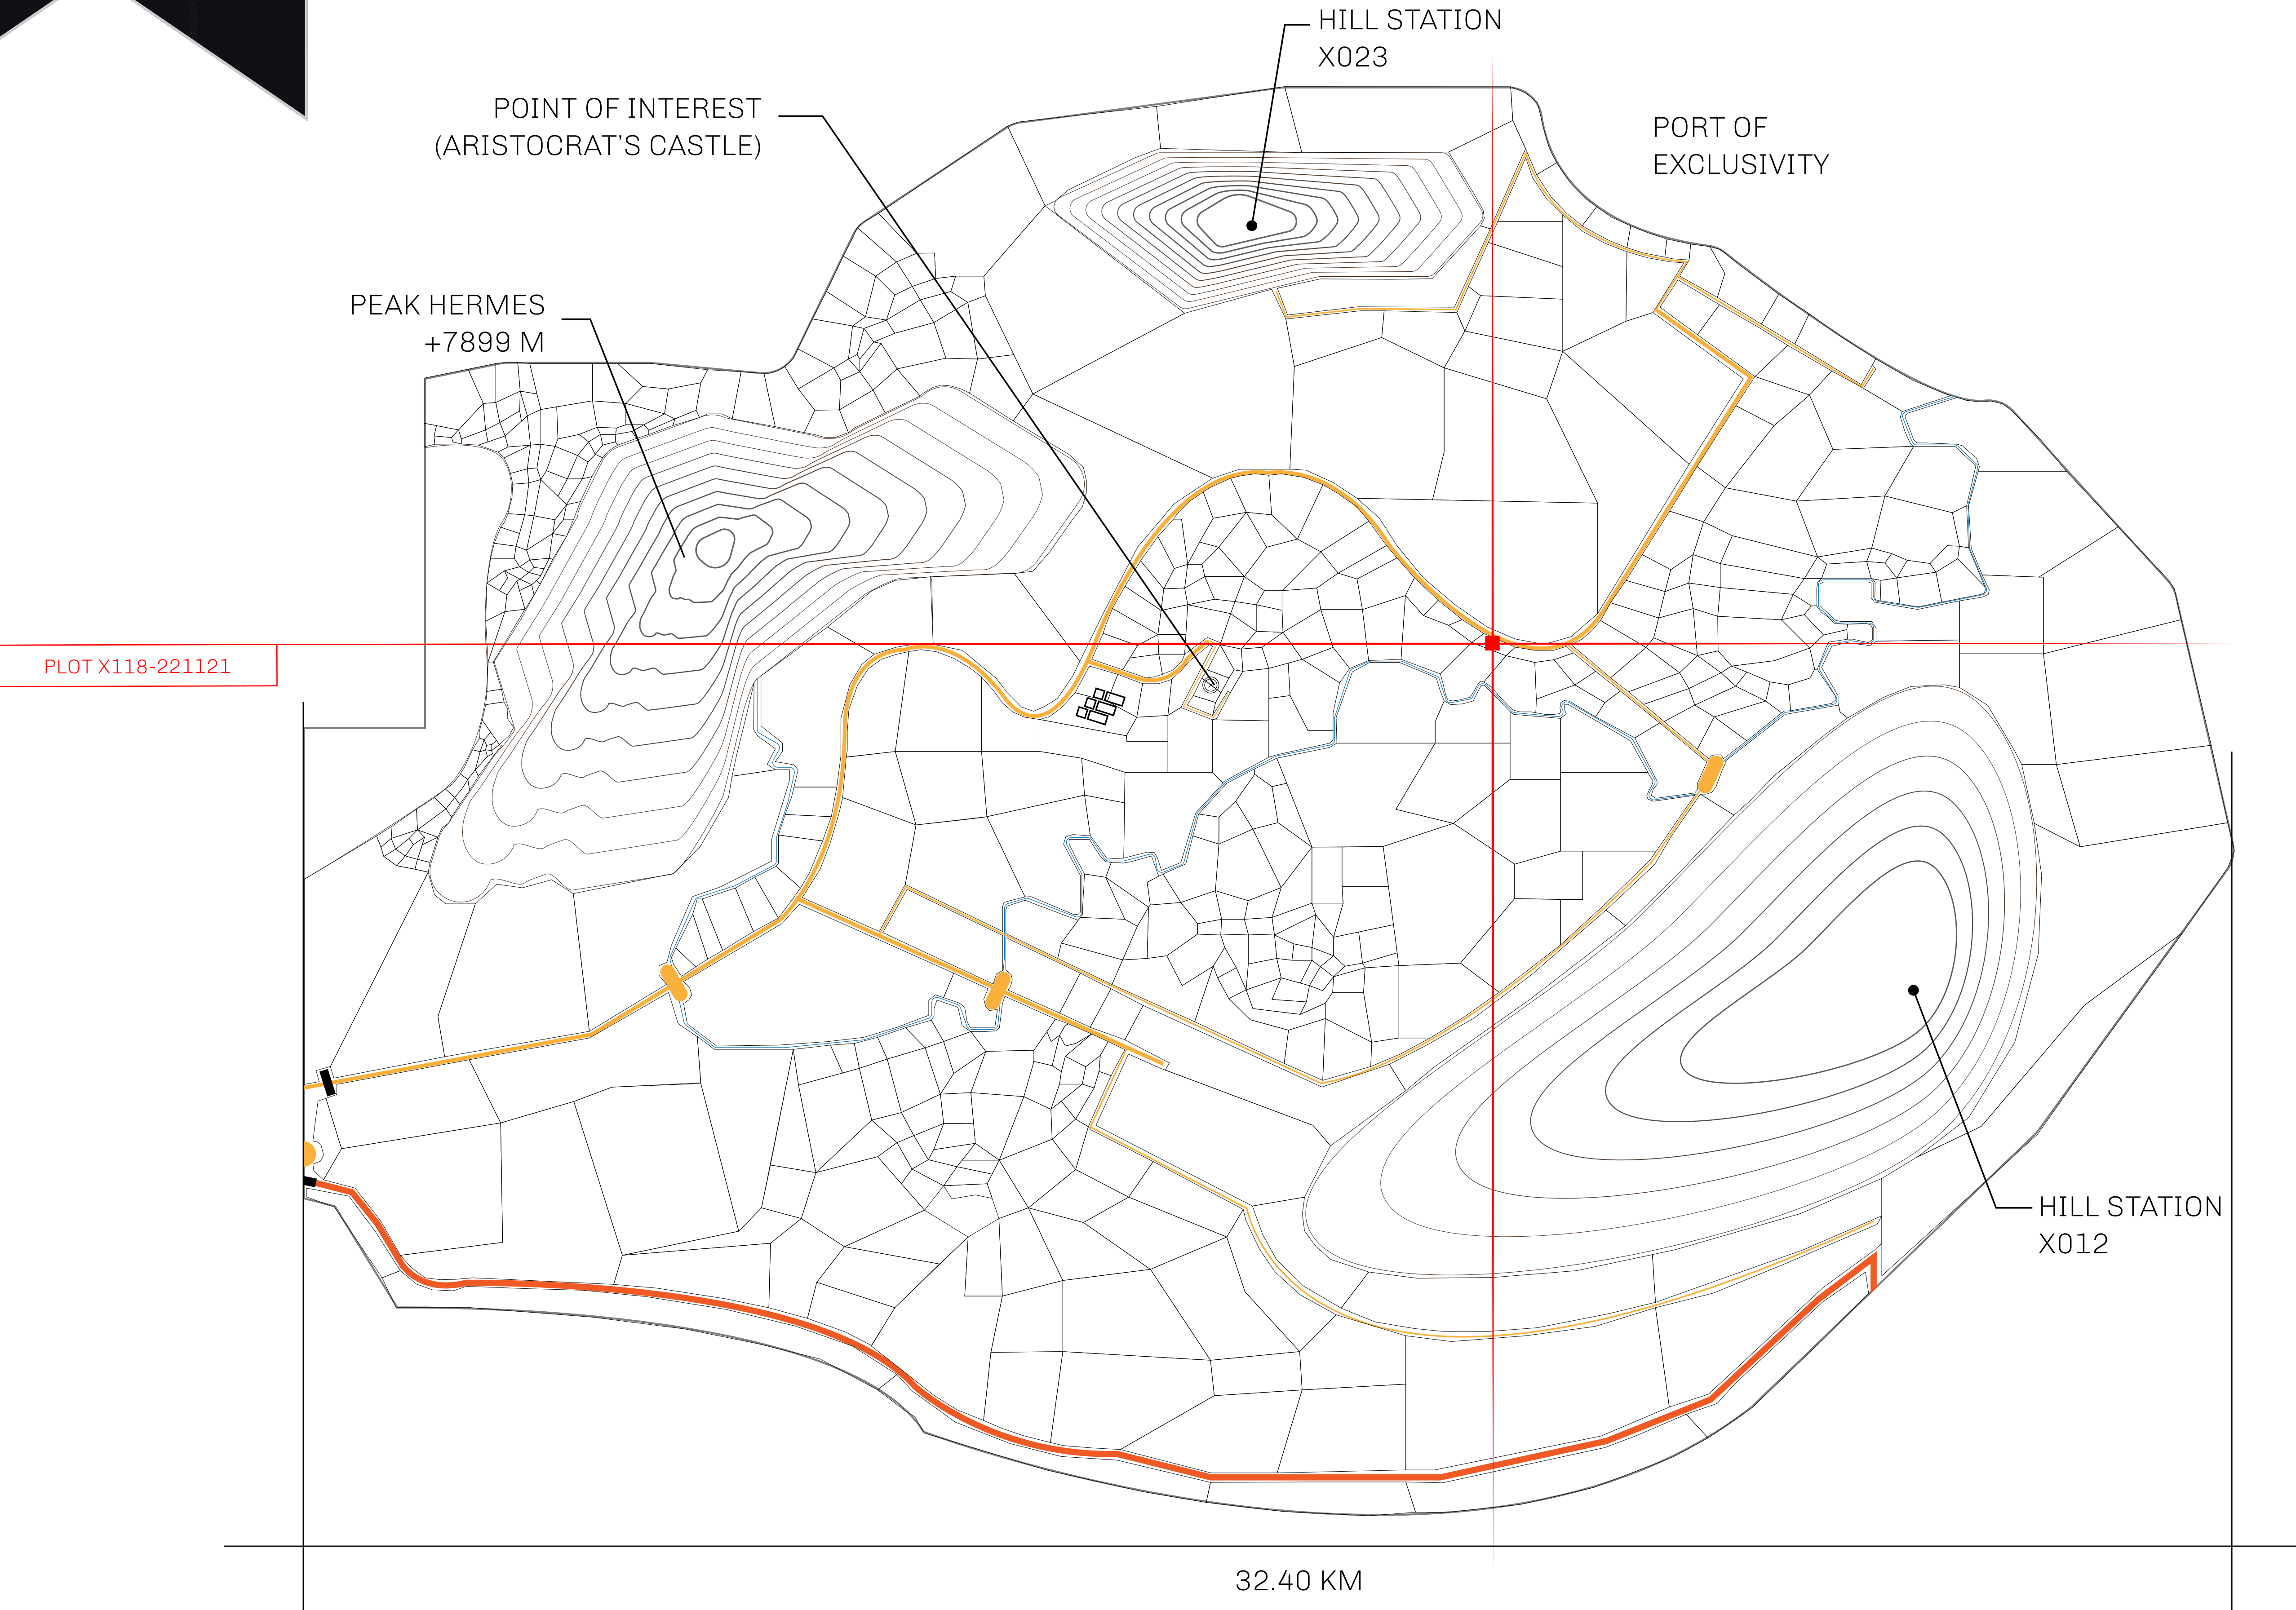 HILL STATION
X023
POINT OF INTEREST
(ARISTOCRAT'S CASTLE)
PORT OF
EXCLUSIVITY
PEAK HERMES
+7899 M
PLOT X118-221121
HILL STATION
X012
32.40 KM